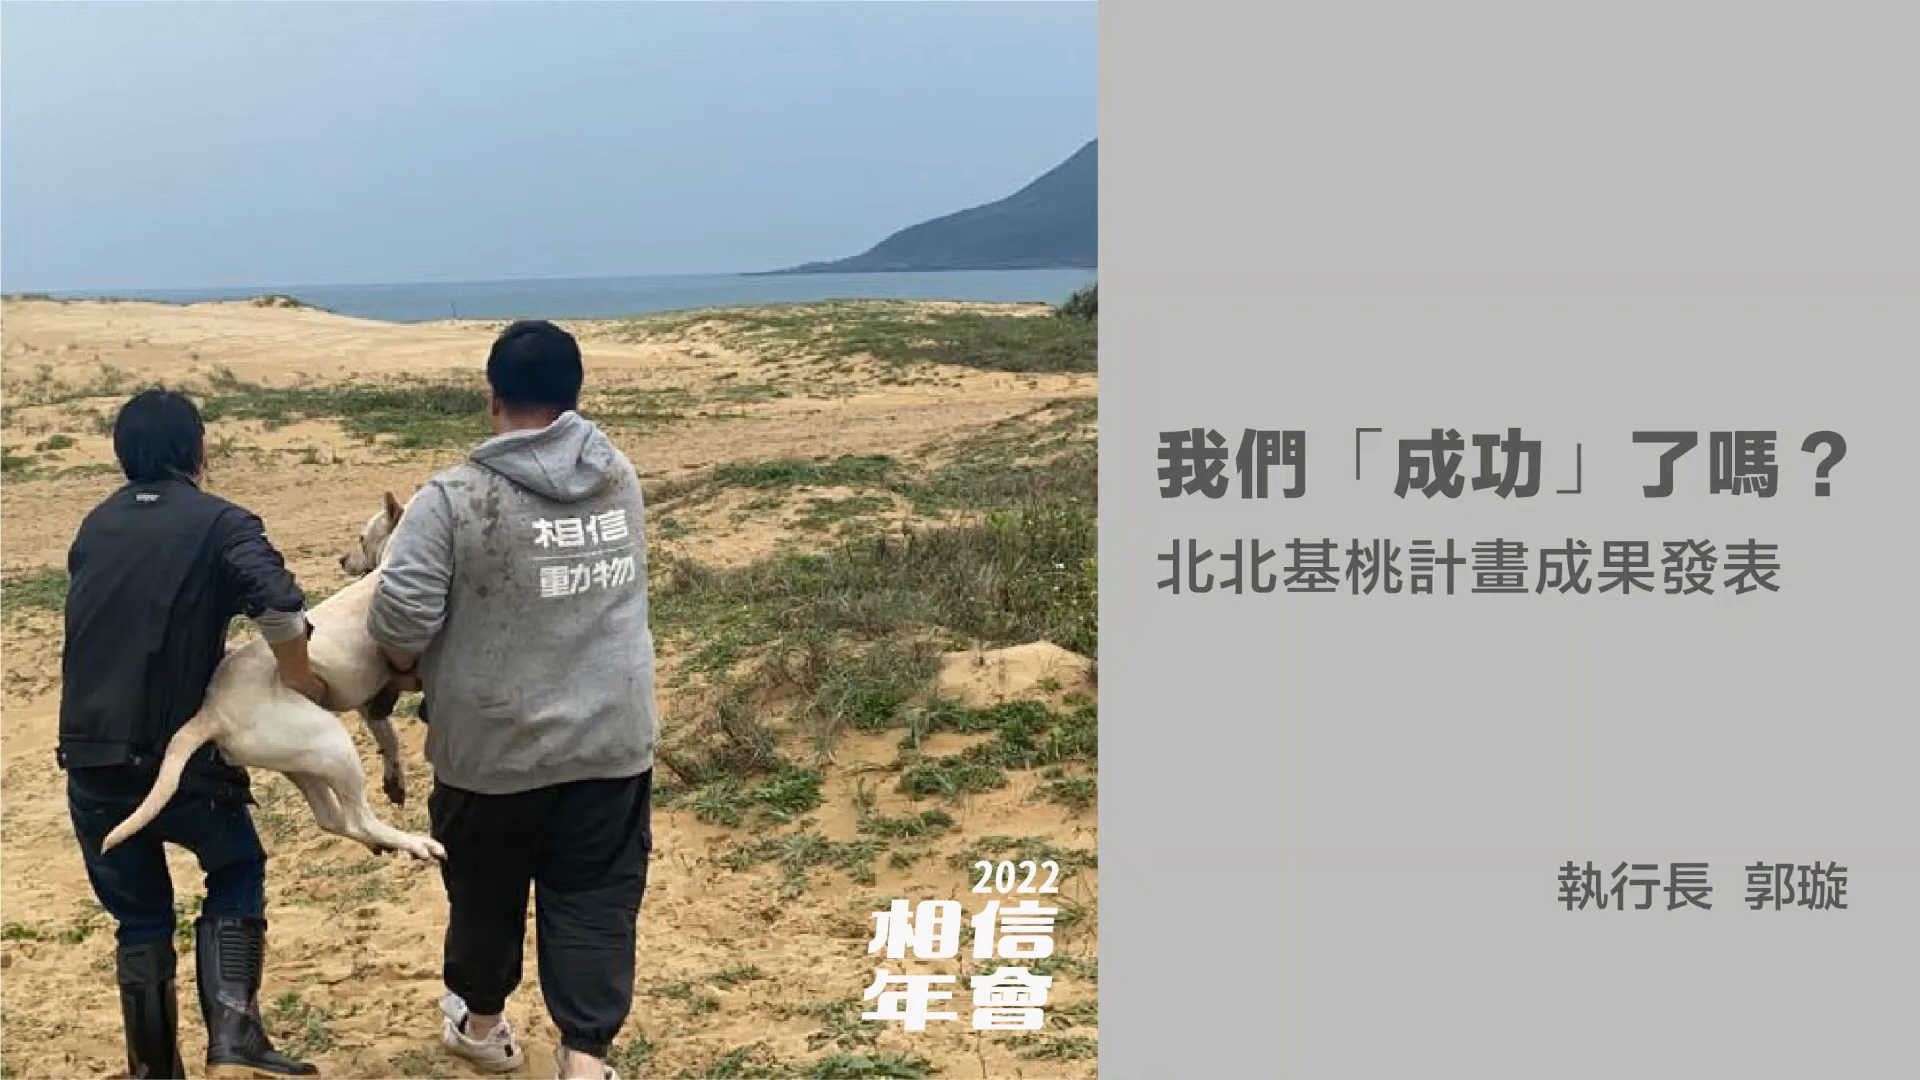 相信
動物
2022
相信
年會
我們「成功」了嗎？
北北基桃計畫成果發表
執行長 郭璇